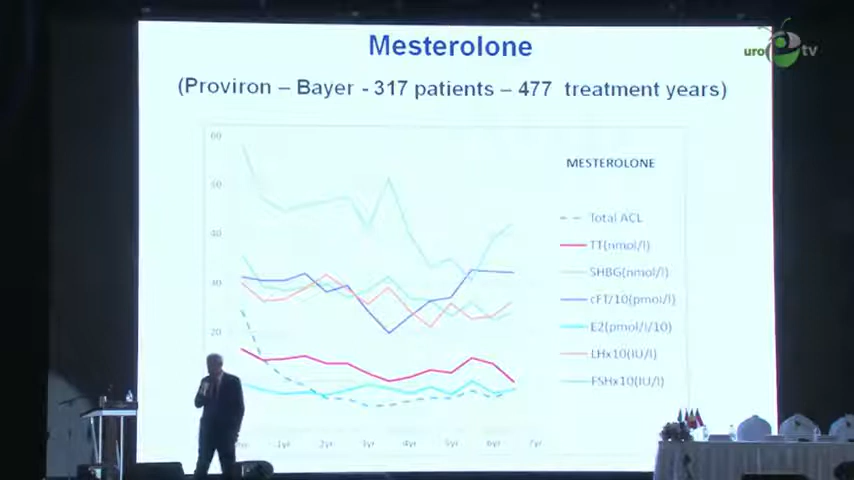 Mesterolone
uro tv
(Proviron – Bayer - 317 patients – 477 treatment years)
60
50
40
30
20
MESTEROLONE
Total ACL
TT(nmol/l)
SHBG(nmol/l)
cFT/10(pmol/l)
E2(pmol/l/10)
LHx10(IU/l)
FSHx10(IU/l)
1yr 2yr 3yr 4yr 5yr 6yr 7yr